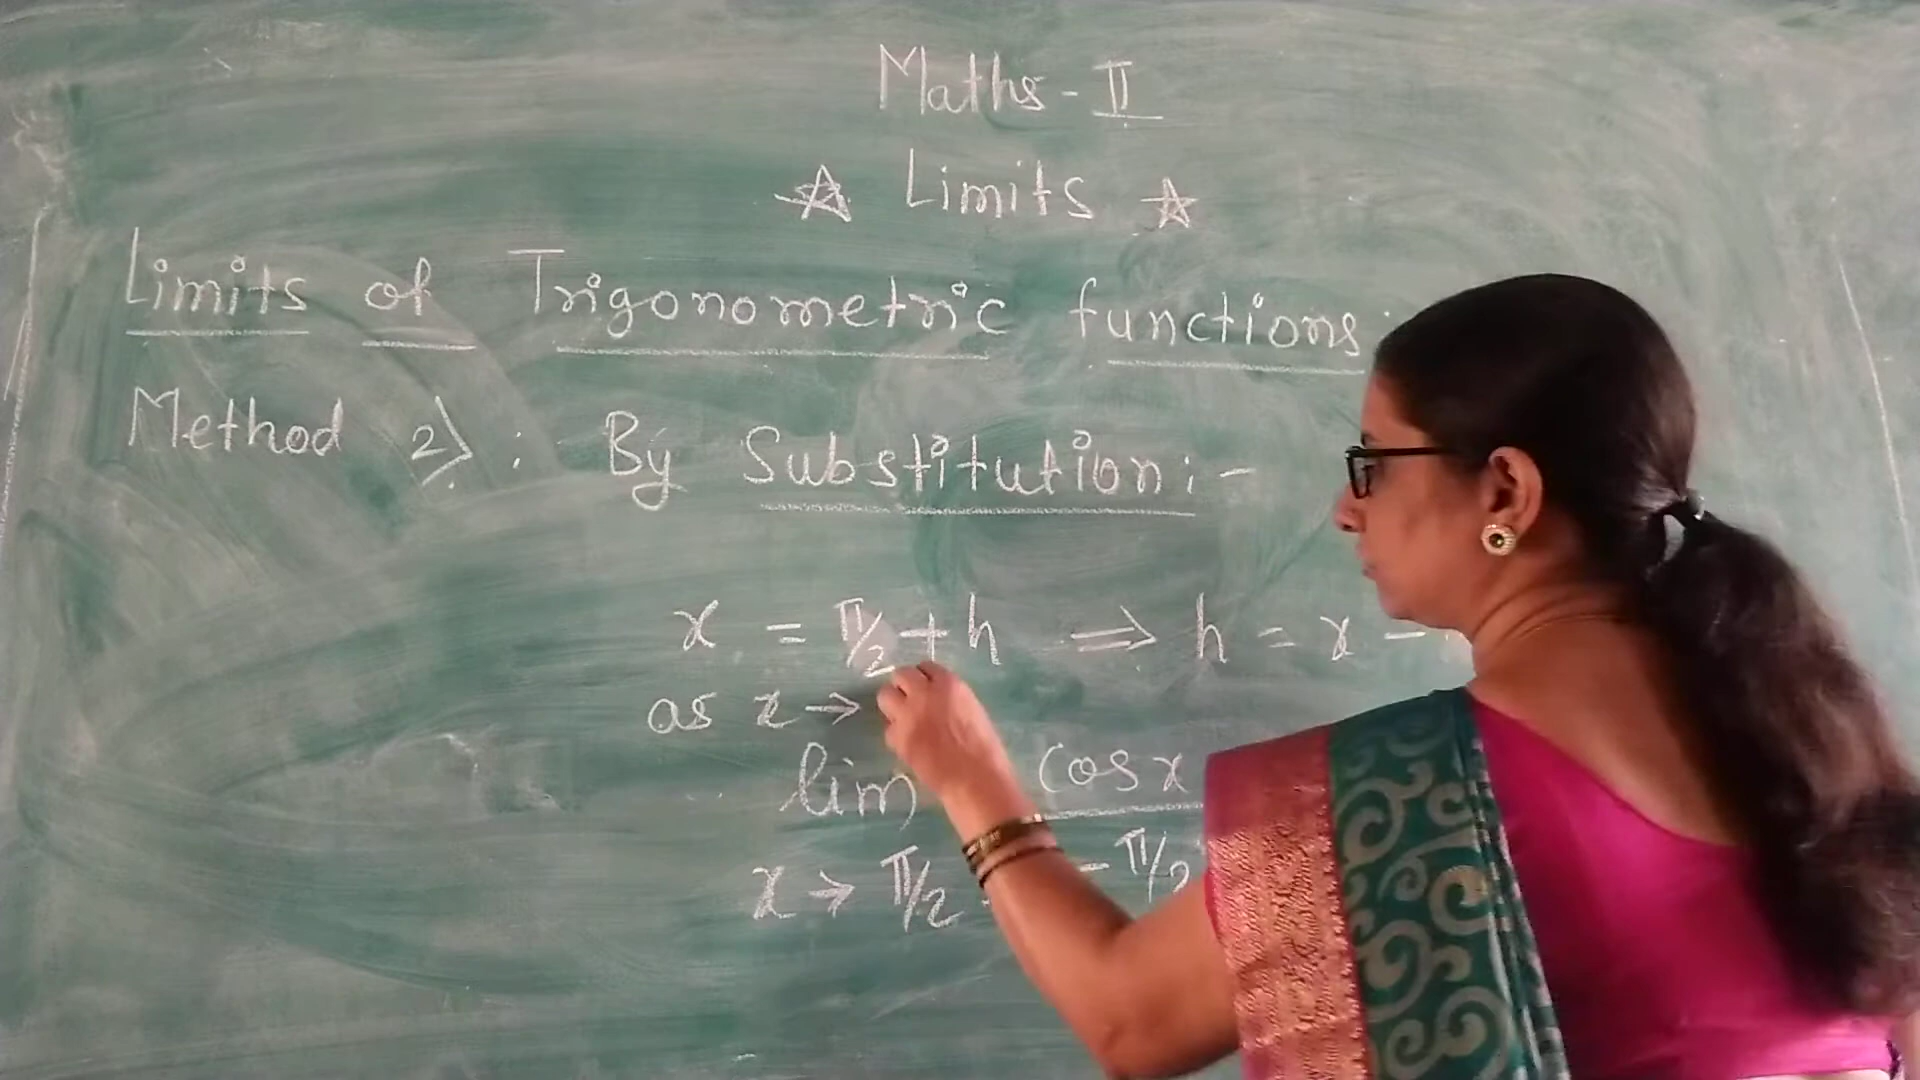 Maths - II
☆ Limits ☆
Limits of Trigonometric functions:
Method 2) : By Substitution :-
x = π/2 + h ⟹ h = x -
as x →
lim cos x
x → π/2 - π/2